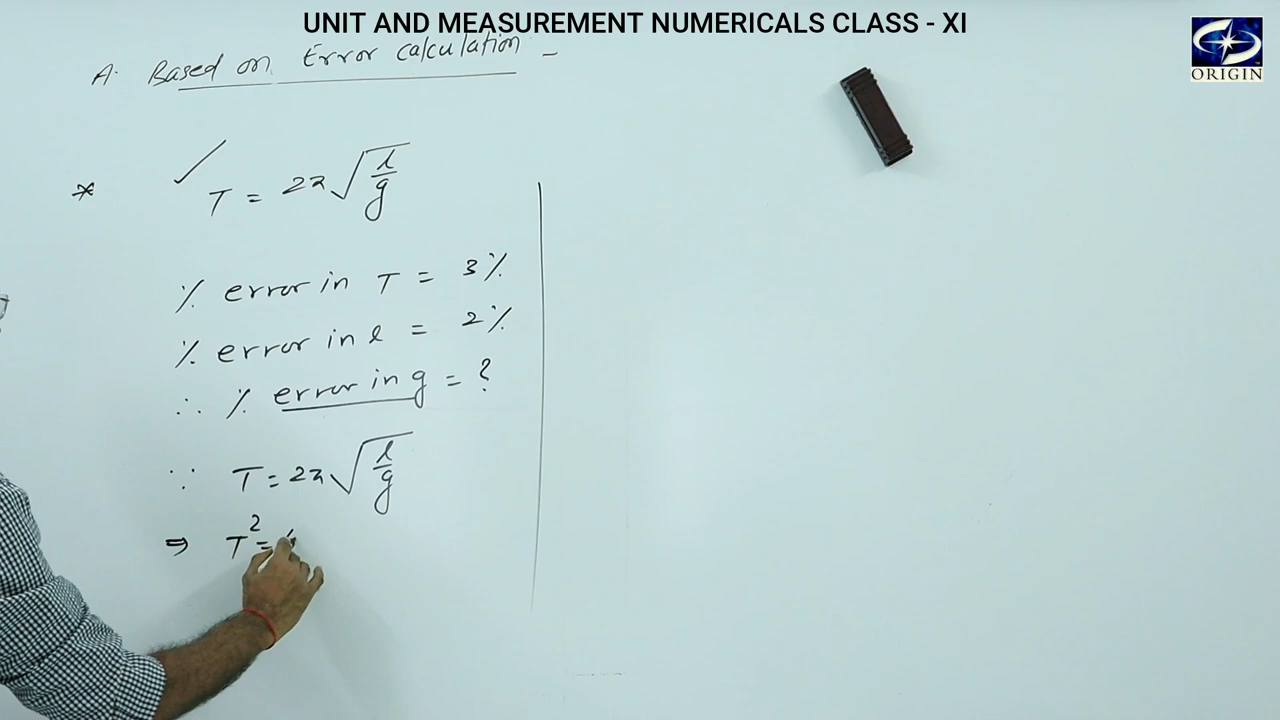 UNIT AND MEASUREMENT NUMERICALS CLASS - XI
ORIGIN
A. Based on Error calculation -
* ✓ T = 2π√(l/g)
% error in T = 3%
% error in l = 2%
∴ % error in g = ?
∵ T = 2π√(l/g)
⇒ T² =